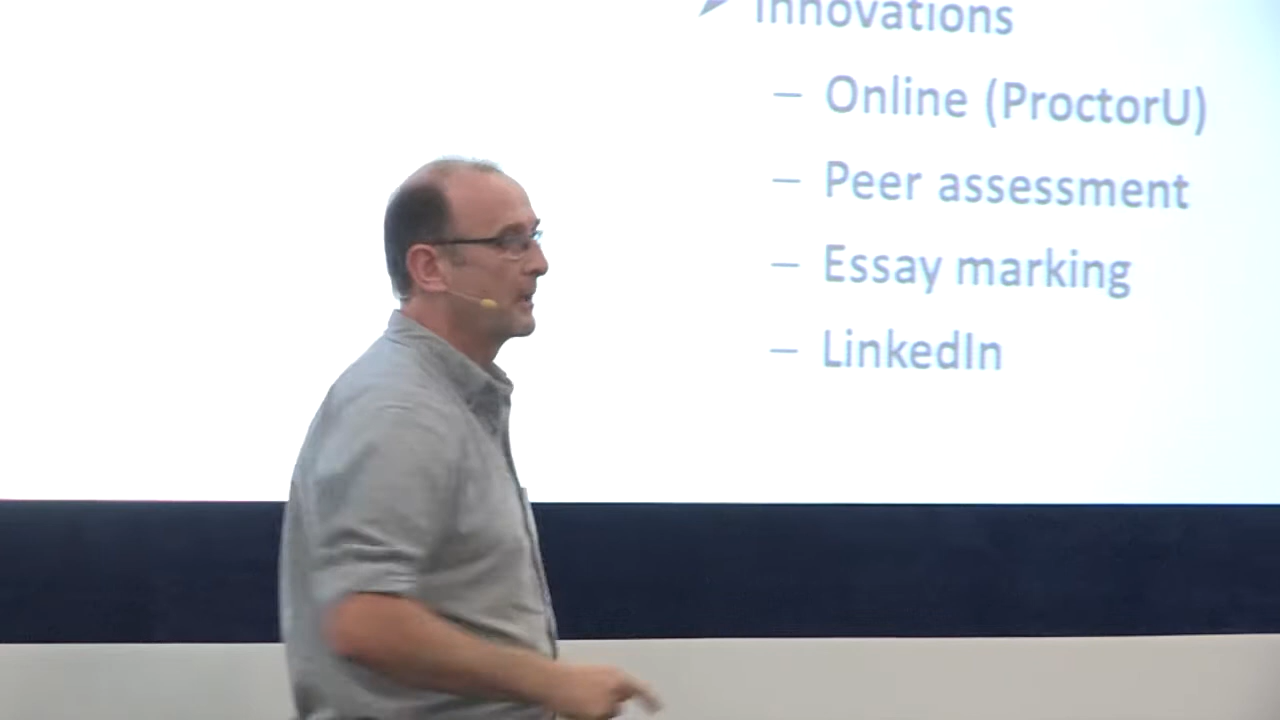 Innovations
– Online (ProctorU)
– Peer assessment
– Essay marking
– LinkedIn